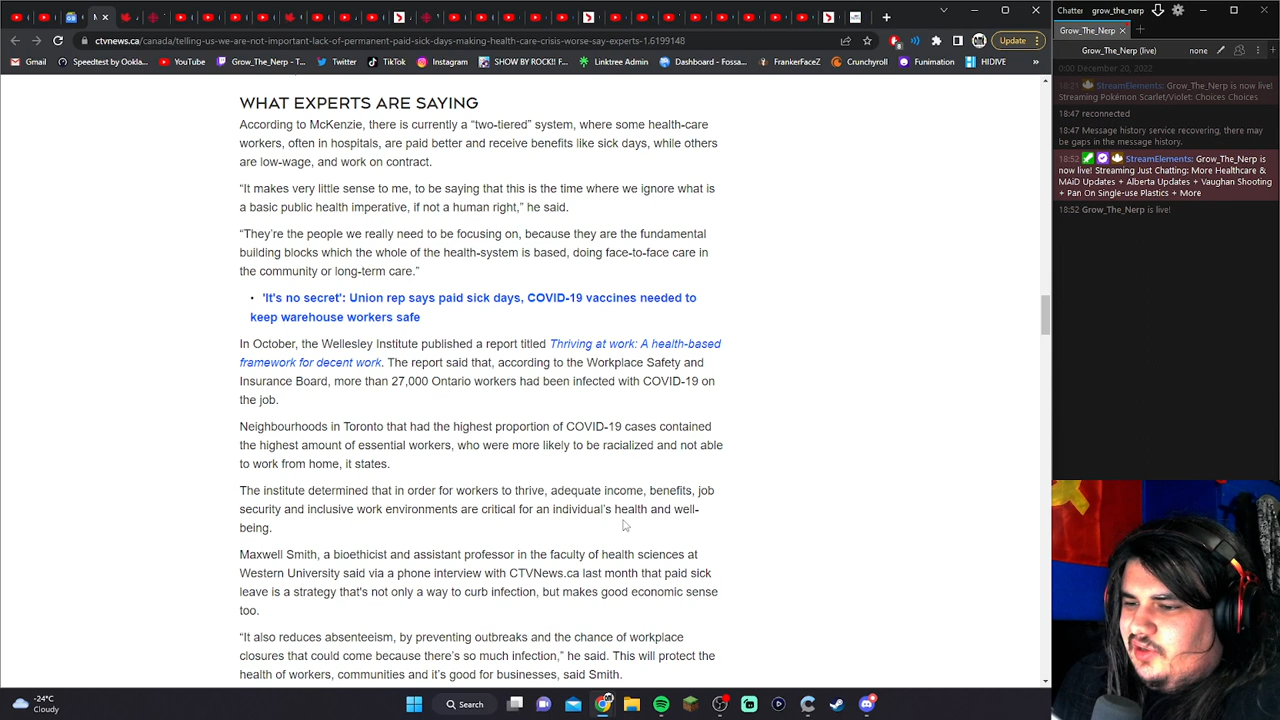 Update
ctvnews.ca/canada/telling-us-we-are-not-important-lack-of-permanent-paid-sick-days-making-health-care-crisis-worse-say-experts-1.6199148
Gmail
Speedtest by Ookla...
YouTube
Grow_The_Nerp - T...
Twitter
TikTok
Instagram
SHOW BY ROCK!! F...
Linktree Admin
Dashboard - Fossa...
FrankerFaceZ
Crunchyroll
Funimation
HIDIVE
WHAT EXPERTS ARE SAYING
According to McKenzie, there is currently a “two-tiered” system, where some health-care
workers, often in hospitals, are paid better and receive benefits like sick days, while others
are low-wage, and work on contract.
“It makes very little sense to me, to be saying that this is the time where we ignore what is
a basic public health imperative, if not a human right,” he said.
“They’re the people we really need to be focusing on, because they are the fundamental
building blocks which the whole of the health-system is based, doing face-to-face care in
the community or long-term care.”
• 'It's no secret': Union rep says paid sick days, COVID-19 vaccines needed to
keep warehouse workers safe
In October, the Wellesley Institute published a report titled Thriving at work: A health-based
framework for decent work. The report said that, according to the Workplace Safety and
Insurance Board, more than 27,000 Ontario workers had been infected with COVID-19 on
the job.
Neighbourhoods in Toronto that had the highest proportion of COVID-19 cases contained
the highest amount of essential workers, who were more likely to be racialized and not able
to work from home, it states.
The institute determined that in order for workers to thrive, adequate income, benefits, job
security and inclusive work environments are critical for an individual’s health and well-
being.
Maxwell Smith, a bioethicist and assistant professor in the faculty of health sciences at
Western University said via a phone interview with CTVNews.ca last month that paid sick
leave is a strategy that's not only a way to curb infection, but makes good economic sense
too.
“It also reduces absenteeism, by preventing outbreaks and the chance of workplace
closures that could come because there’s so much infection,” he said. This will protect the
health of workers, communities and it’s good for businesses, said Smith.
-24°C
Cloudy
Search
Chatter
grow_the_nerp
Grow_The_Nerp
Grow_The_Nerp (live)
none
0:00 December 20, 2022
18:21 StreamElements: Grow_The_Nerp is now live!
Streaming Pokémon Scarlet/Violet: Choices Choices
18:47 reconnected
18:47 Message history service recovering, there may
be gaps in the message history.
18:52 StreamElements: Grow_The_Nerp is
now live! Streaming Just Chatting: More Healthcare &
MAiD Updates + Alberta Updates + Vaughan Shooting
+ Pan On Single-use Plastics + More
18:52 Grow_The_Nerp is live!